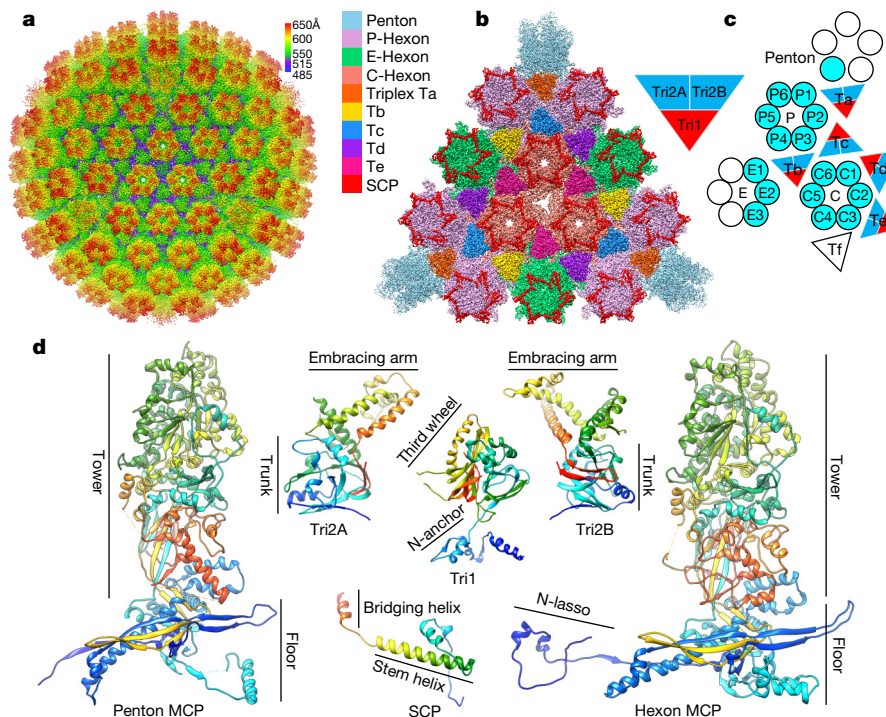 a
650Å
600
550
515
485
b
Penton
P-Hexon
E-Hexon
C-Hexon
Triplex Ta
Tb
Tc
Td
Te
SCP
Tri2A
Tri2B
Tri1
c
Penton
P6
P1
P5
P
P2
P4
P3
Ta
Tc
Tb
E1
E
E2
E3
C6
C1
C5
C
C2
C4
C3
Te
Tf
d
Tower
Floor
Penton MCP
Embracing arm
Trunk
Tri2A
Third wheel
N-anchor
Tri1
Embracing arm
Trunk
Tri2B
Bridging helix
Stem helix
SCP
N-lasso
Tower
Floor
Hexon MCP